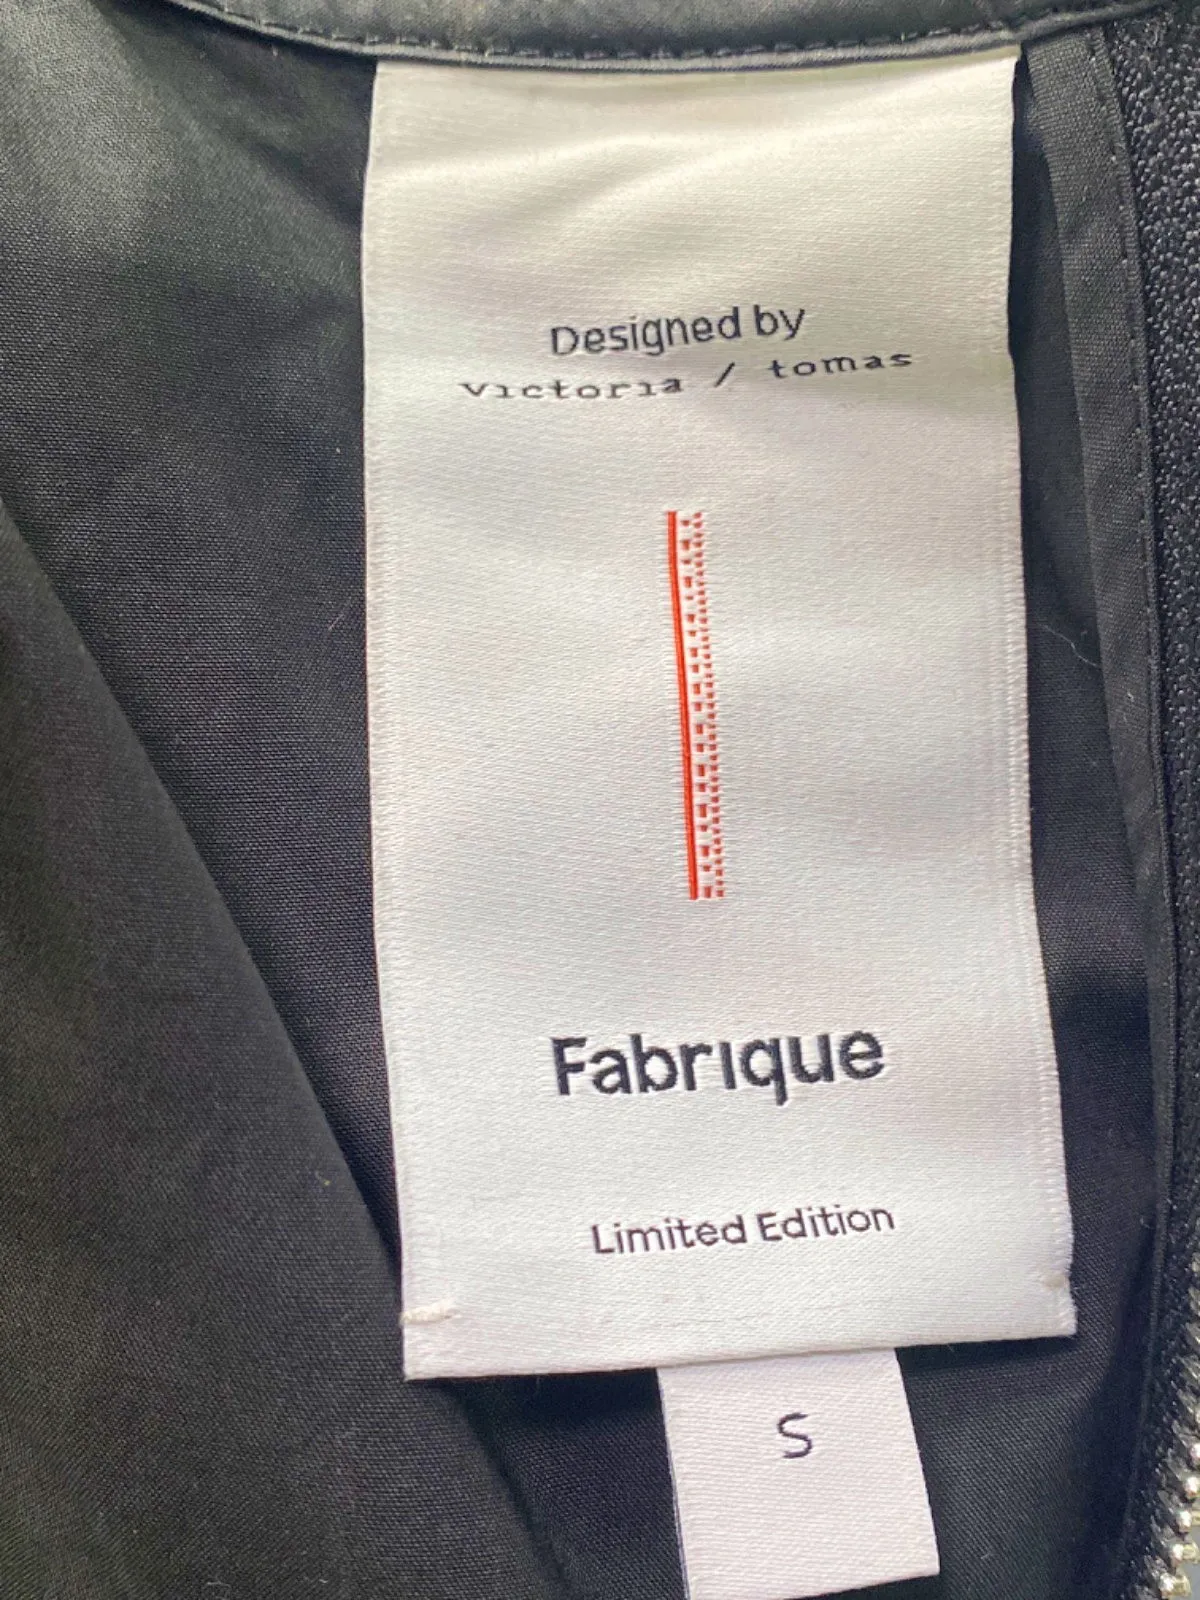 Designed by
victoria / tomas
Fabrique
Limited Edition
S